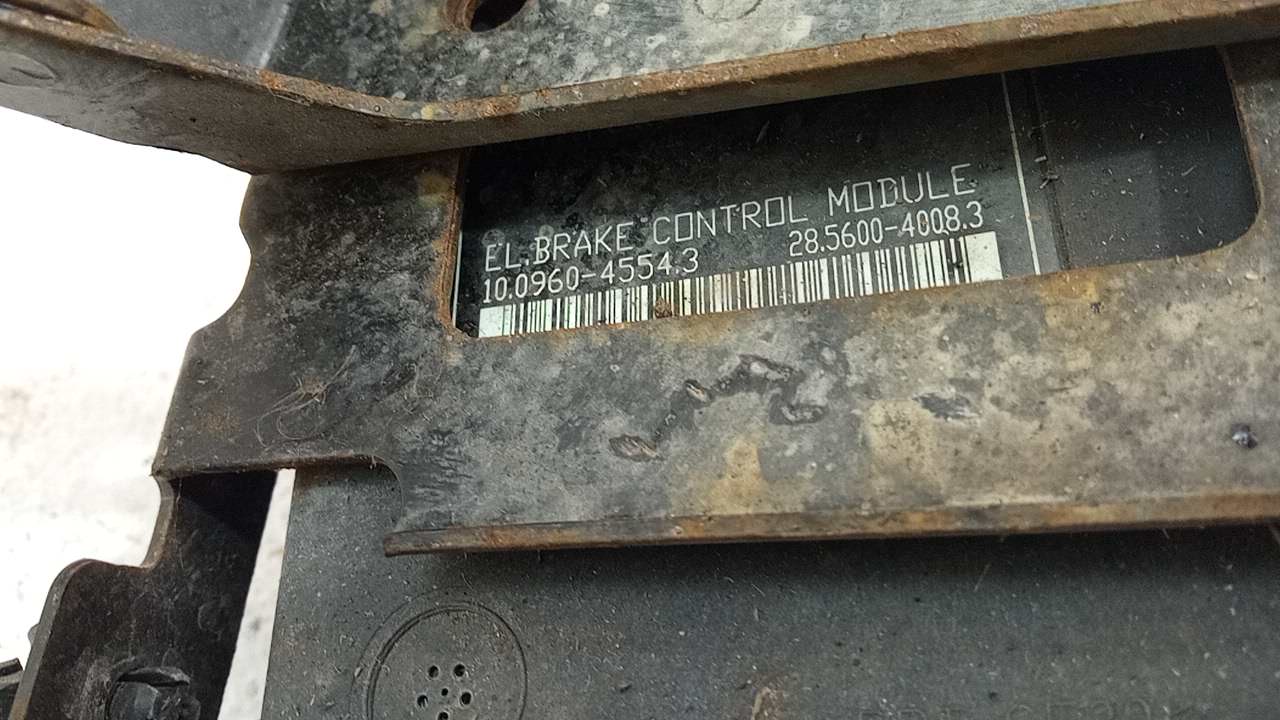 EL.BRAKE CONTROL MODULE
10.0960-4554.3 28.5600-4008.3